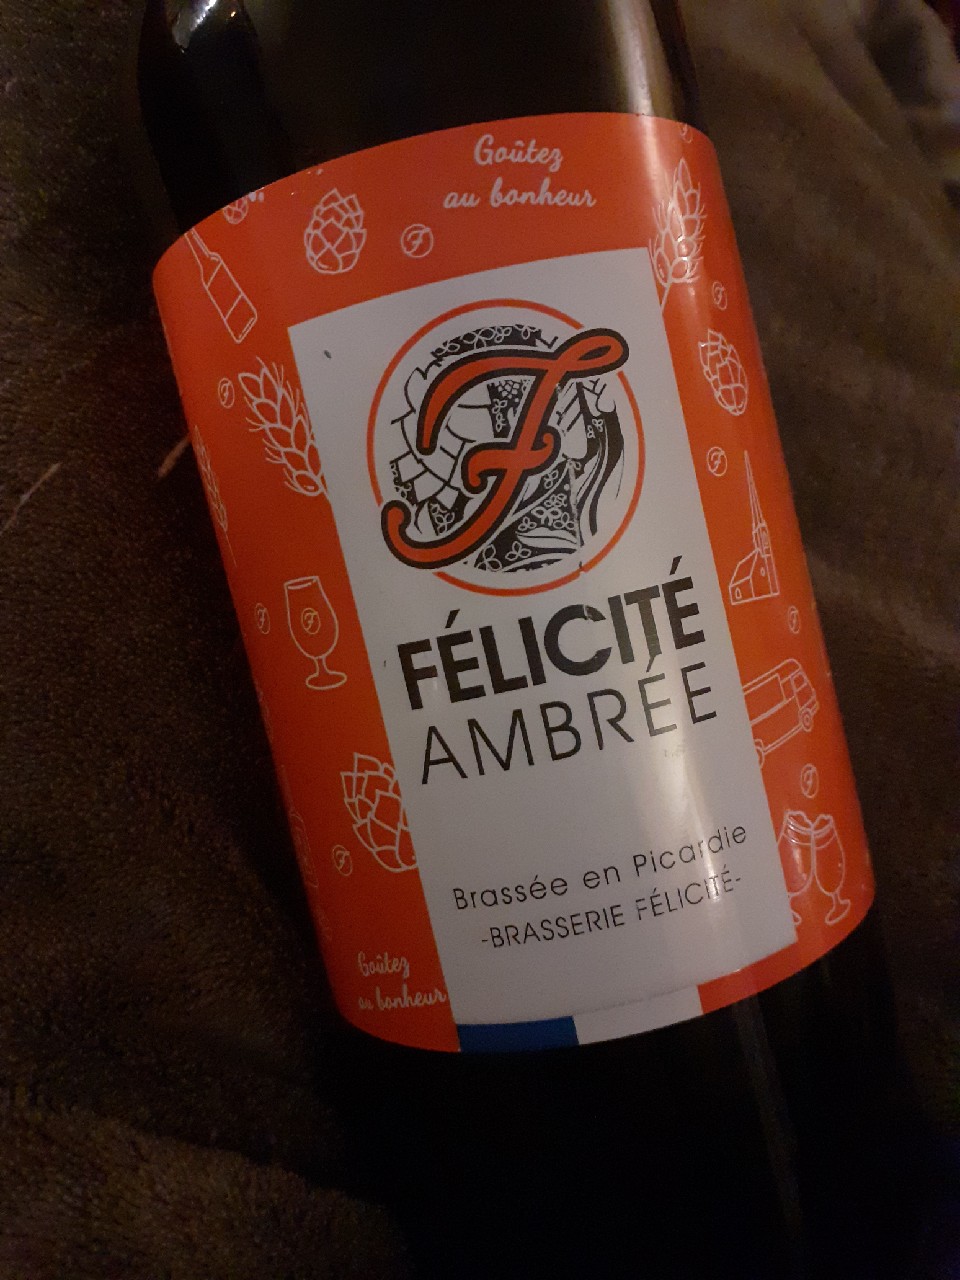 Goûtez
au bonheur
F
FÉLICITÉ
AMBRÉE
Brassée en Picardie
-BRASSERIE FÉLICITÉ-
Goûtez
au bonheur